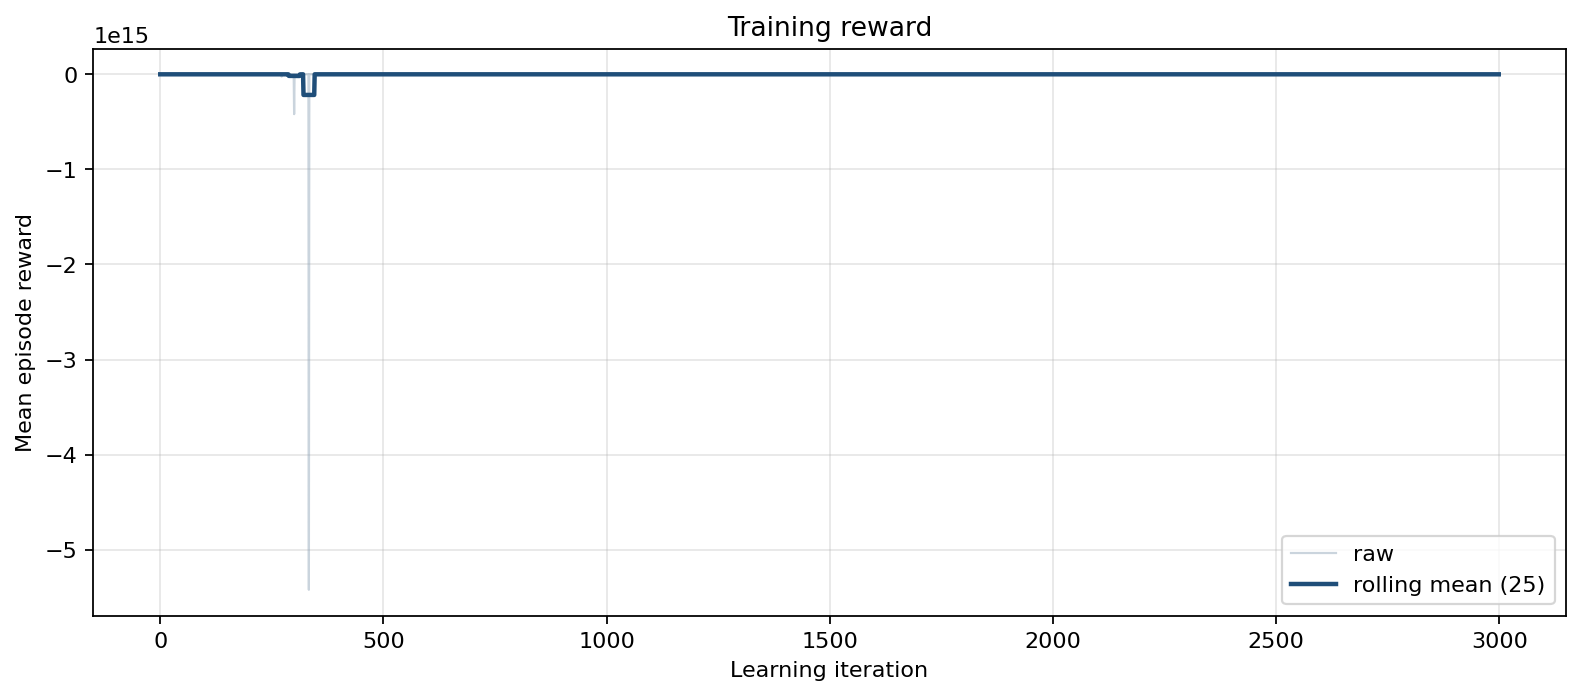 Training reward
1e15
0
−1
−2
−3
−4
−5
Mean episode reward
0
500
1000
1500
2000
2500
3000
Learning iteration
raw
rolling mean (25)